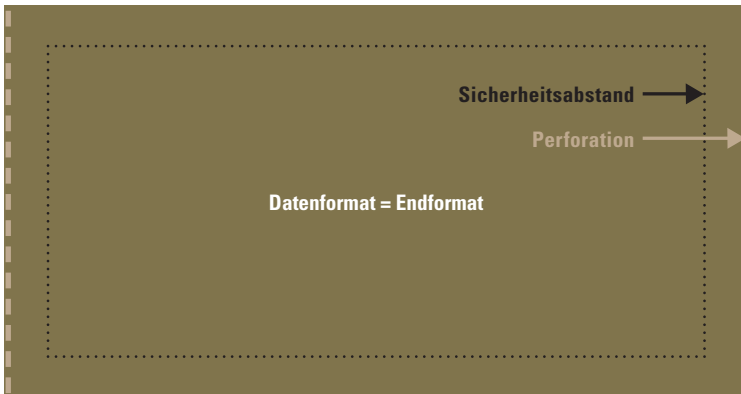 Sicherheitsabstand
Perforation
Datenformat = Endformat